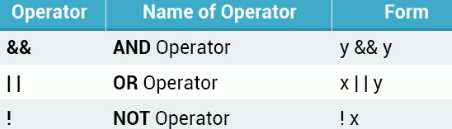 Operator Name of Operator Form
&& AND Operator y && y
|| OR Operator x || y
! NOT Operator ! x